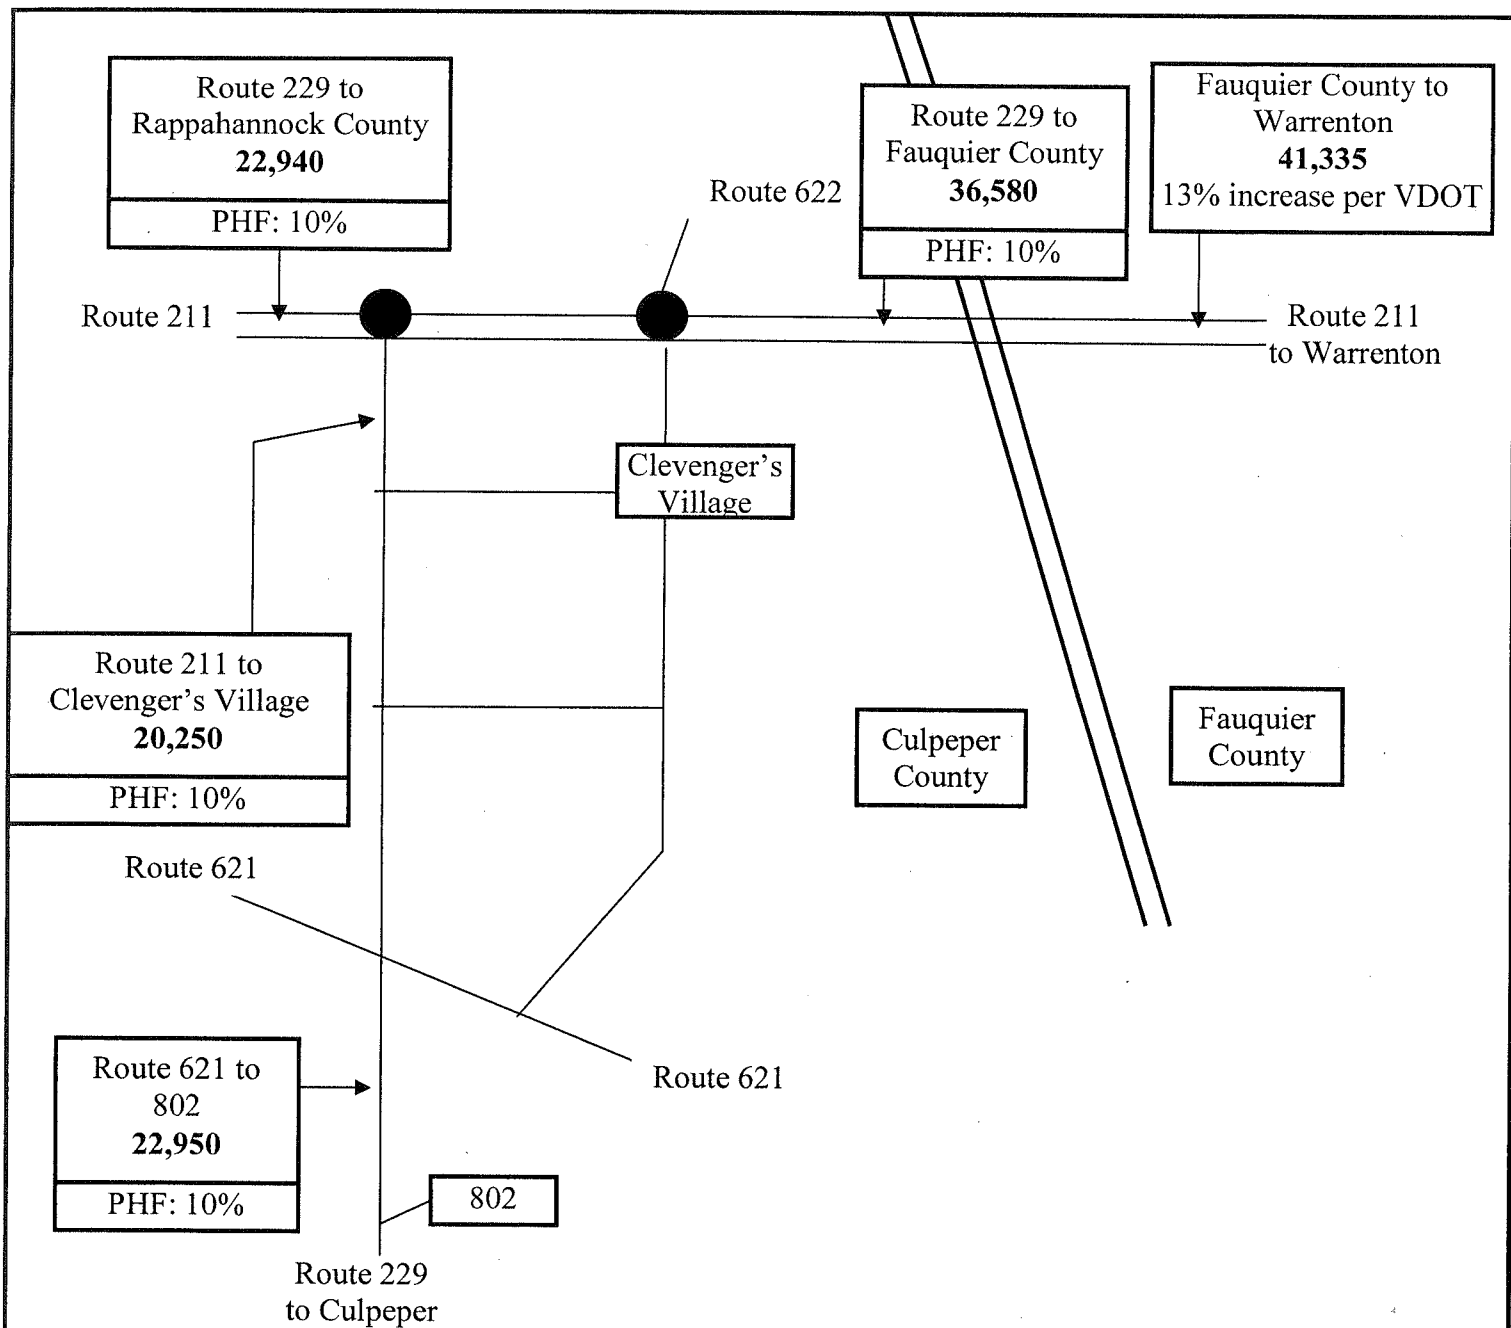 Route 229 to
Rappahannock County
22,940
PHF: 10%
Route 622
Route 229 to
Fauquier County
36,580
PHF: 10%
Fauquier County to
Warrenton
41,335
13% increase per VDOT
Route 211
Route 211
to Warrenton
Clevenger's
Village
Route 211 to
Clevenger's Village
20,250
PHF: 10%
Culpeper
County
Fauquier
County
Route 621
Route 621 to
802
22,950
PHF: 10%
Route 621
802
Route 229
to Culpeper